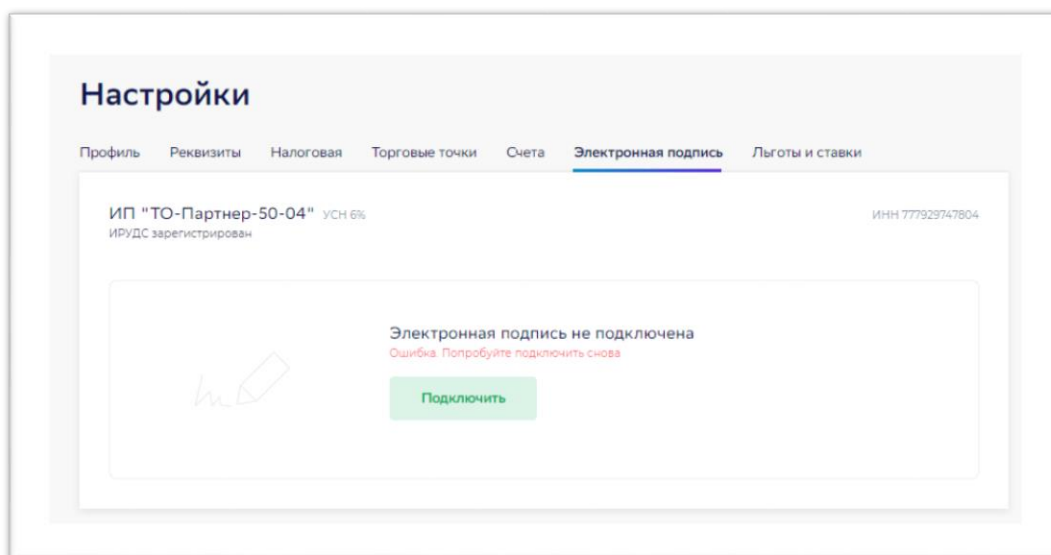 Настройки
Профиль Реквизиты Налоговая Торговые точки Счета Электронная подпись Льготы и ставки
ИП "ТО-Партнер-50-04" УСН 6% ИНН 777929747804
ИРУДС зарегистрирован
Электронная подпись не подключена
Ошибка. Попробуйте подключить снова
Подключить